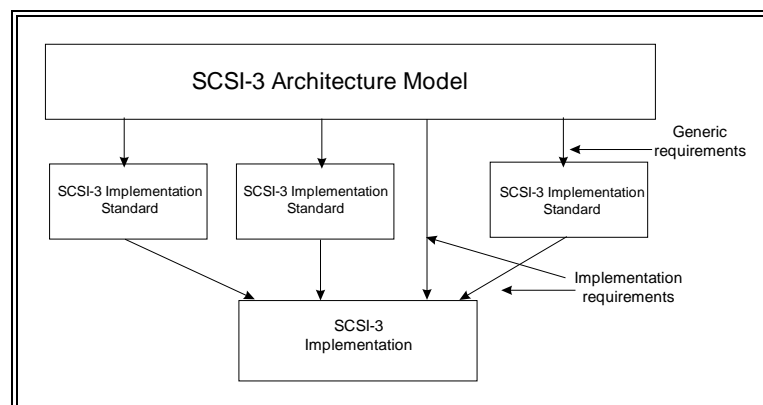 SCSI-3 Architecture Model
Generic
requirements
SCSI-3 Implementation
Standard
SCSI-3 Implementation
Standard
SCSI-3 Implementation
Standard
Implementation
requirements
SCSI-3
Implementation